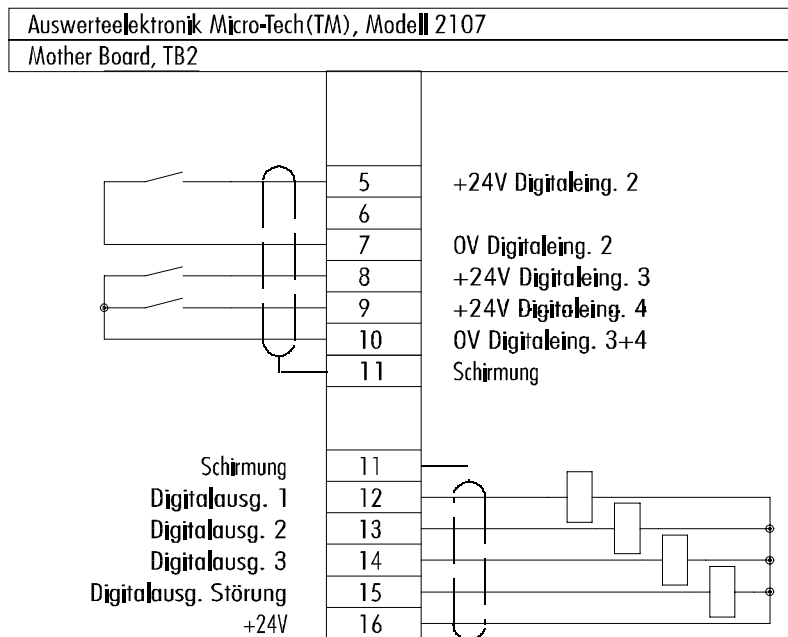 Auswerteelektronik Micro-Tech(TM), Modell 2107
Mother Board, TB2
5 +24V Digitaleing. 2
6
7 0V Digitaleing. 2
8 +24V Digitaleing. 3
9 +24V Digitaleing. 4
10 0V Digitaleing. 3+4
11 Schirmung
Schirmung 11
Digitalausg. 1 12
Digitalausg. 2 13
Digitalausg. 3 14
Digitalausg. Störung 15
+24V 16